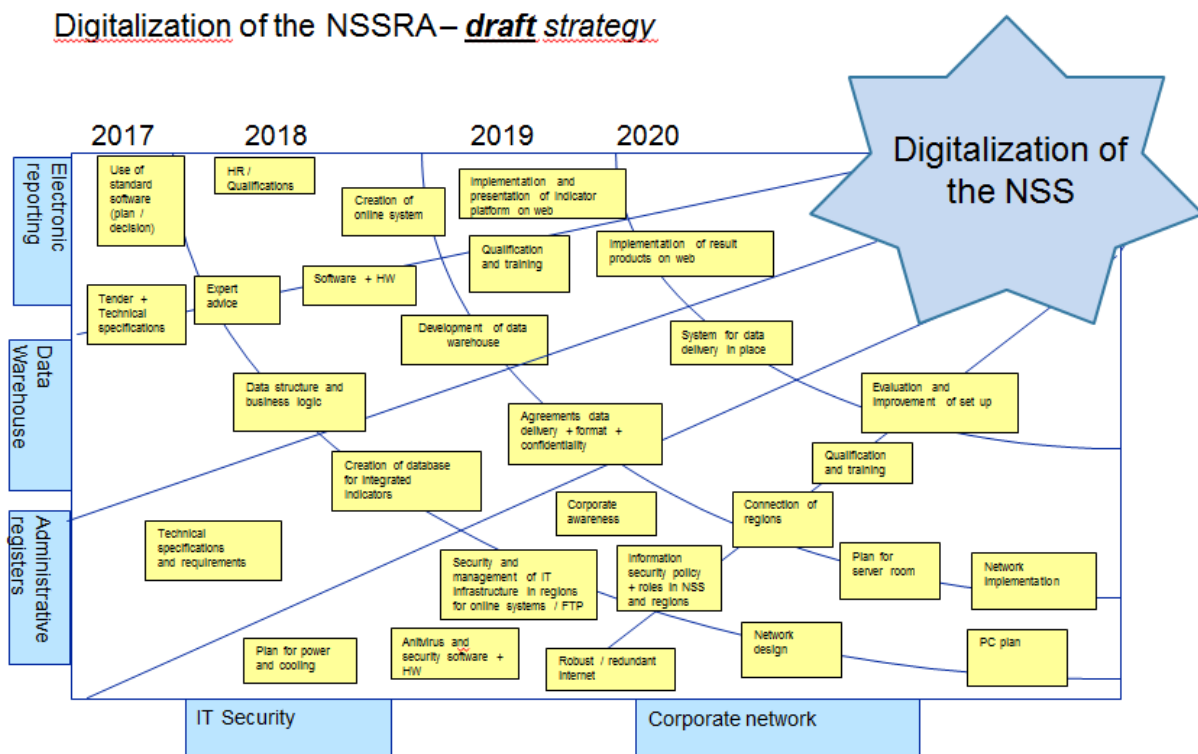 Digitalization of the NSSRA – draft strategy
2017
2018
2019
2020
Digitalization of
the NSS
Electronic
reporting
Data
Warehouse
Administrative
registers
IT Security
Corporate network
Use of
standard
software
(plan /
decision)
HR /
Qualifications
Creation of
online system
Implementation and
presentation of indicator
platform on web
Qualification
and training
Implementation of result
products on web
Tender +
Technical
specifications
Expert
advice
Software + HW
Development of data
warehouse
System for data
delivery in place
Data structure and
business logic
Agreements data
delivery + format +
confidentiality
Evaluation and
improvement of set up
Creation of database
for integrated
indicators
Qualification
and training
Corporate
awareness
Connection of
regions
Technical
specifications
and requirements
Security and
management of IT
infrastructure in regions
for online systems / FTP
Information
security policy
+ roles in NSS
and regions
Plan for
server room
Network
implementation
Plan for power
and cooling
Anitvirus and
security software +
HW
Robust / redundant
internet
Network
design
PC plan